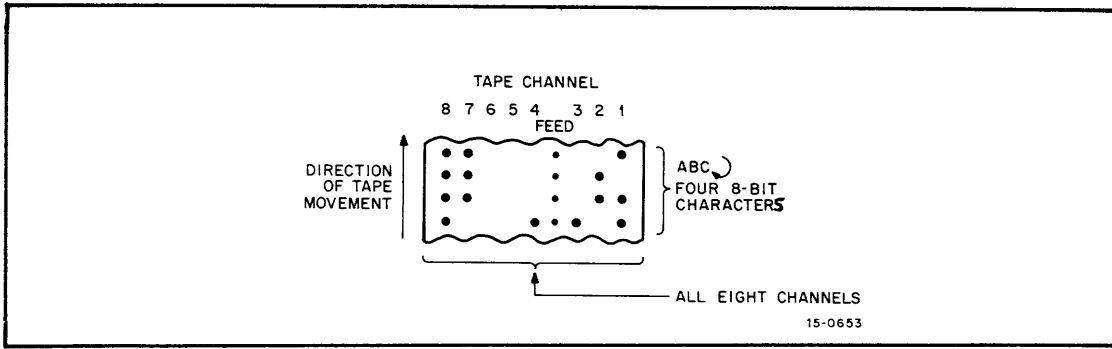 TAPE CHANNEL
8 7 6 5 4 3 2 1
FEED
DIRECTION
OF TAPE
MOVEMENT
ABC
FOUR 8-BIT
CHARACTERS
ALL EIGHT CHANNELS
15-0653